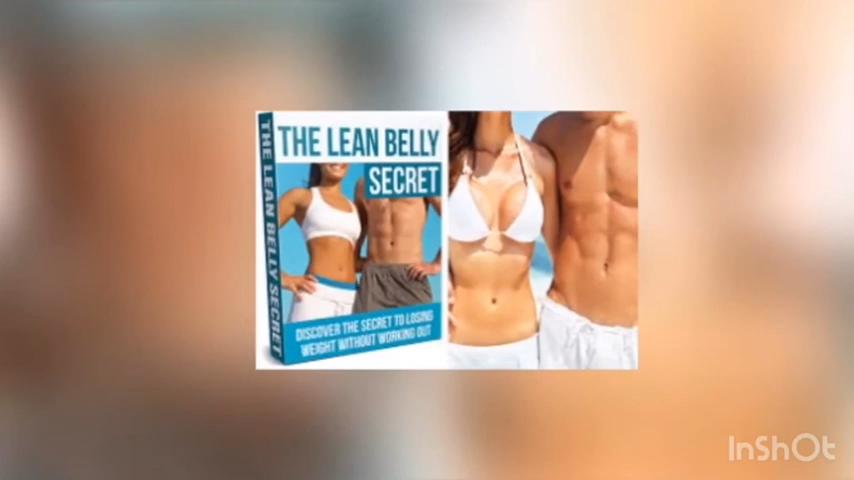 THE LEAN BELLY SECRET
THE LEAN BELLY
SECRET
DISCOVER THE SECRET TO LOSING
WEIGHT WITHOUT WORKING OUT
InShOt